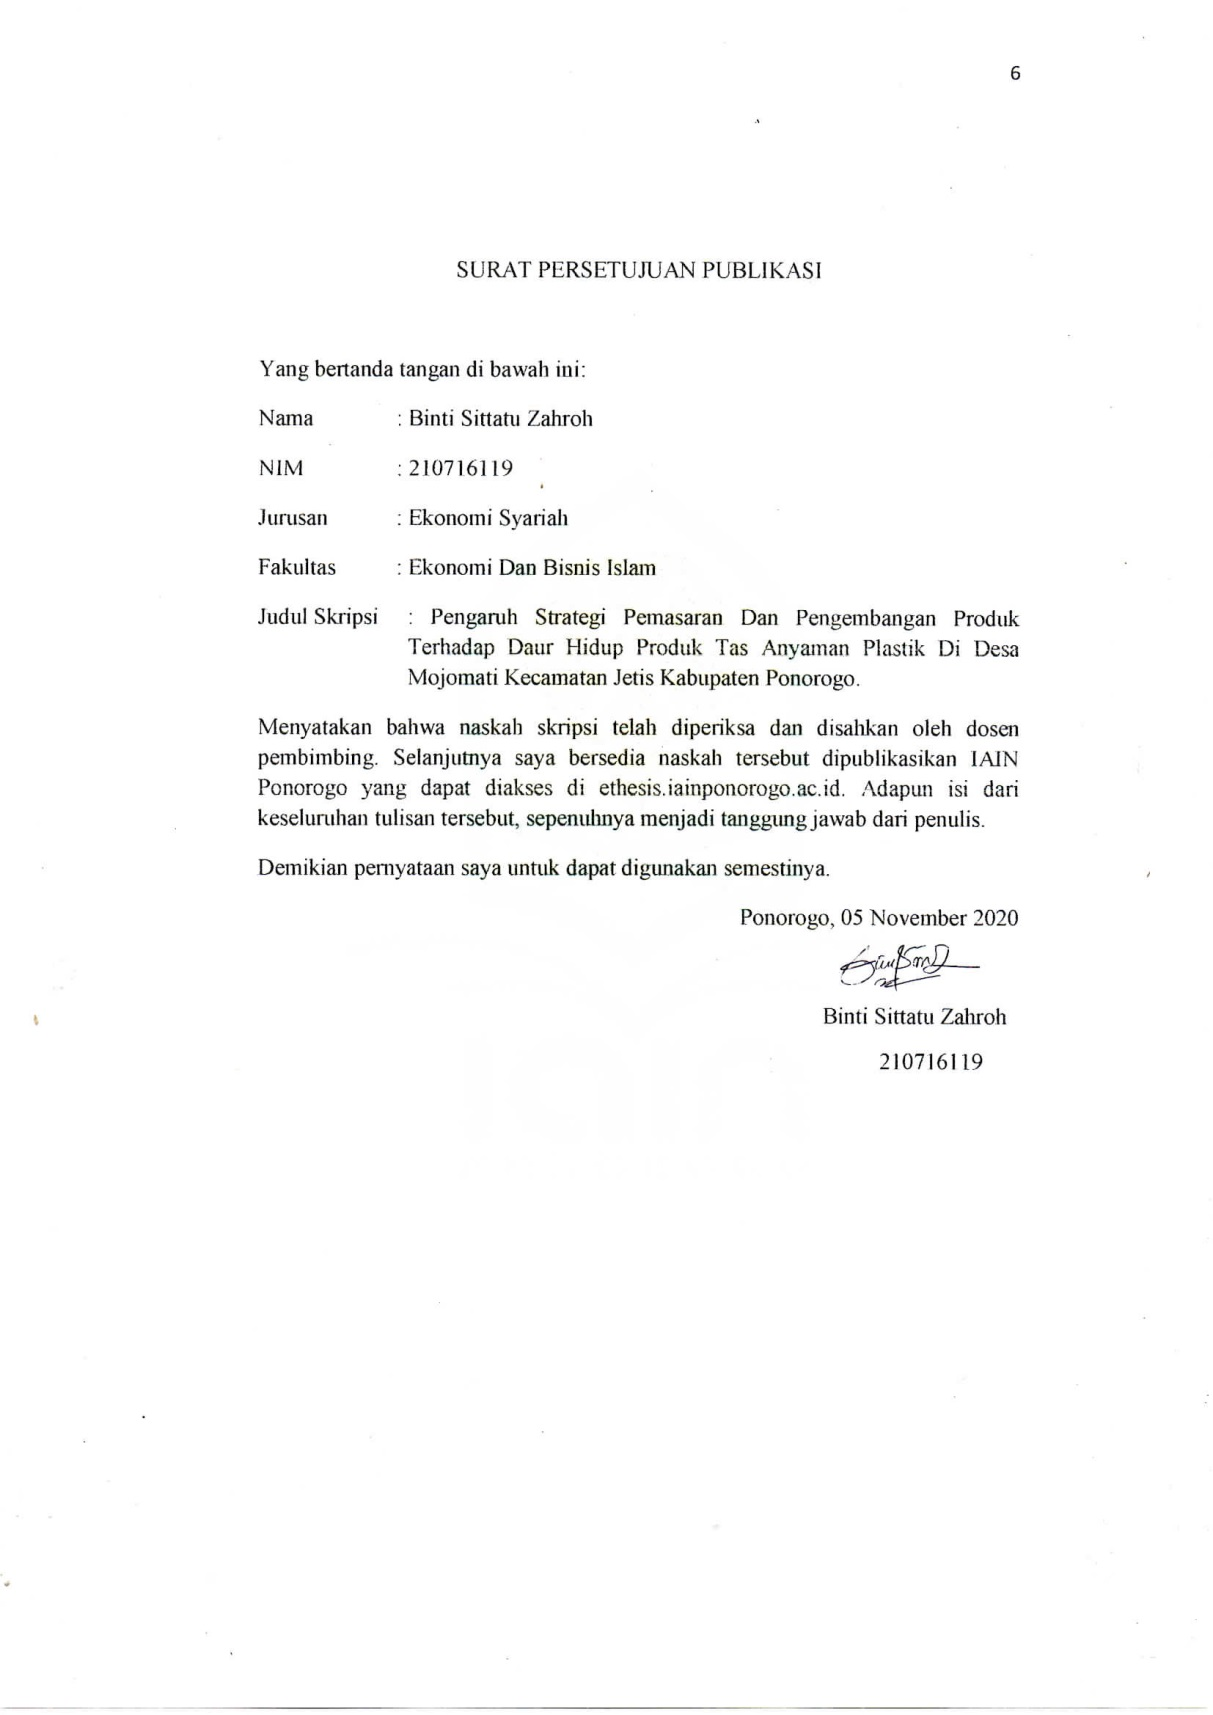 6
SURAT PERSETUJUAN PUBLIKASI
Yang bertanda tangan di bawah ini:
Nama : Binti Sittatu Zahroh
NIM : 210716119
Jurusan : Ekonomi Syariah
Fakultas : Ekonomi Dan Bisnis Islam
Judul Skripsi : Pengaruh Strategi Pemasaran Dan Pengembangan Produk
Terhadap Daur Hidup Produk Tas Anyaman Plastik Di Desa
Mojomati Kecamatan Jetis Kabupaten Ponorogo.
Menyatakan bahwa naskah skripsi telah diperiksa dan disahkan oleh dosen
pembimbing. Selanjutnya saya bersedia naskah tersebut dipublikasikan IAIN
Ponorogo yang dapat diakses di ethesis.iainponorogo.ac.id. Adapun isi dari
keseluruhan tulisan tersebut, sepenuhnya menjadi tanggung jawab dari penulis.
Demikian pernyataan saya untuk dapat digunakan semestinya.
Ponorogo, 05 November 2020
Binti Sittatu Zahroh
210716119